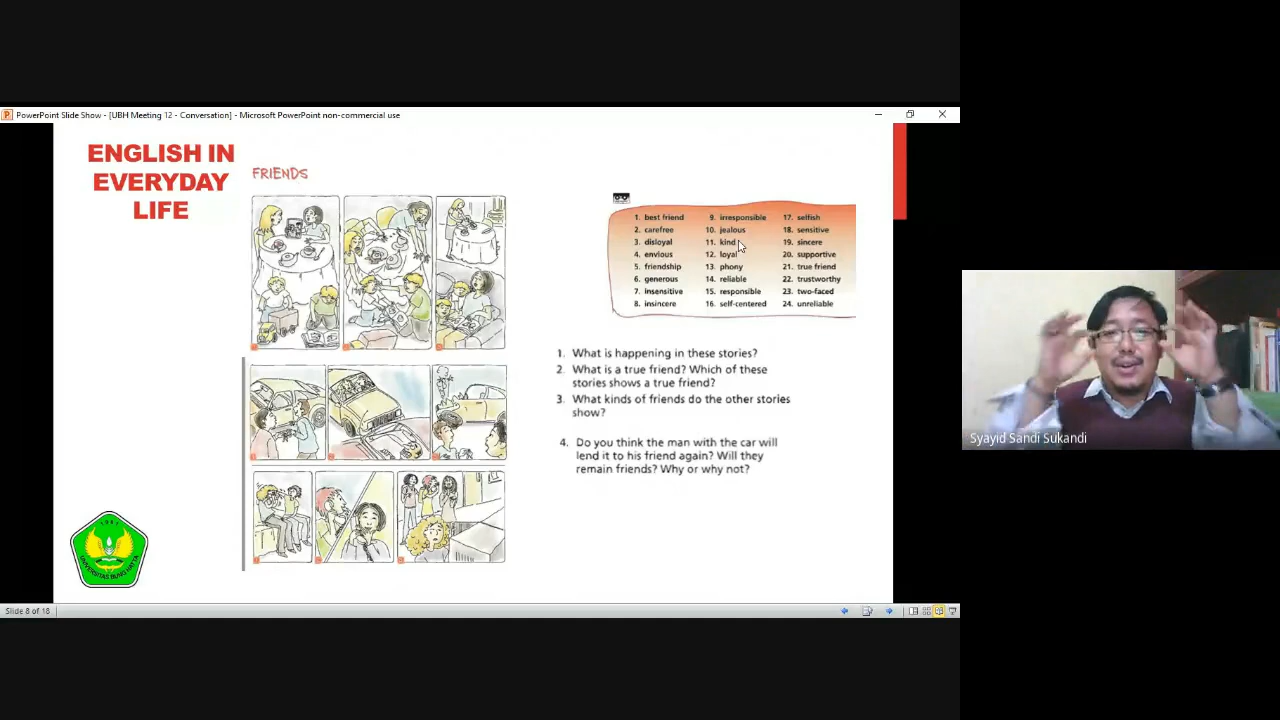 PowerPoint Slide Show - [UBH Meeting 12 - Conversation] - Microsoft PowerPoint non-commercial use
ENGLISH IN
EVERYDAY
LIFE
FRIENDS
1. best friend
2. carefree
3. disloyal
4. envious
5. friendship
6. generous
7. insensitive
8. insincere
9. irresponsible
10. jealous
11. kind
12. loyal
13. phony
14. reliable
15. responsible
16. self-centered
17. selfish
18. sensitive
19. sincere
20. supportive
21. true friend
22. trustworthy
23. two-faced
24. unreliable
1. What is happening in these stories?
2. What is a true friend? Which of these
stories shows a true friend?
3. What kinds of friends do the other stories
show?
4. Do you think the man with the car will
lend it to his friend again? Will they
remain friends? Why or why not?
1981
UNIVERSITAS BUNG HATTA
Slide 8 of 18
Syayid Sandi Sukandi